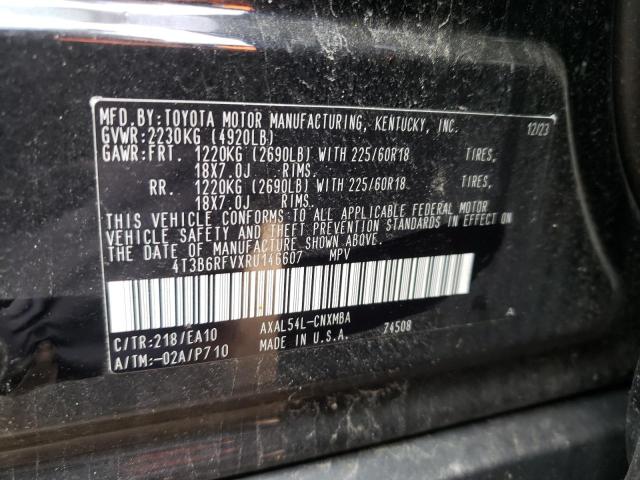 MFD.BY:TOYOTA MOTOR MANUFACTURING, KENTUCKY, INC. 12/23
GVWR:2230KG (4920LB)
GAWR:FRT. 1220KG (2690LB) WITH 225/60R18 TIRES,
18X7.0J RIMS.
RR. 1220KG (2690LB) WITH 225/60R18 TIRES,
18X7.0J RIMS.
THIS VEHICLE CONFORMS TO ALL APPLICABLE FEDERAL MOTOR
VEHICLE SAFETY AND THEFT PREVENTION STANDARDS IN EFFECT ON
THE DATE OF MANUFACTURE SHOWN ABOVE.
4T3B6RFVXRU146607 MPV
C/TR:218/EA10 AXAL54L-CNXMBA A
A/TM:-02A/P710 MADE IN U.S.A. 74508